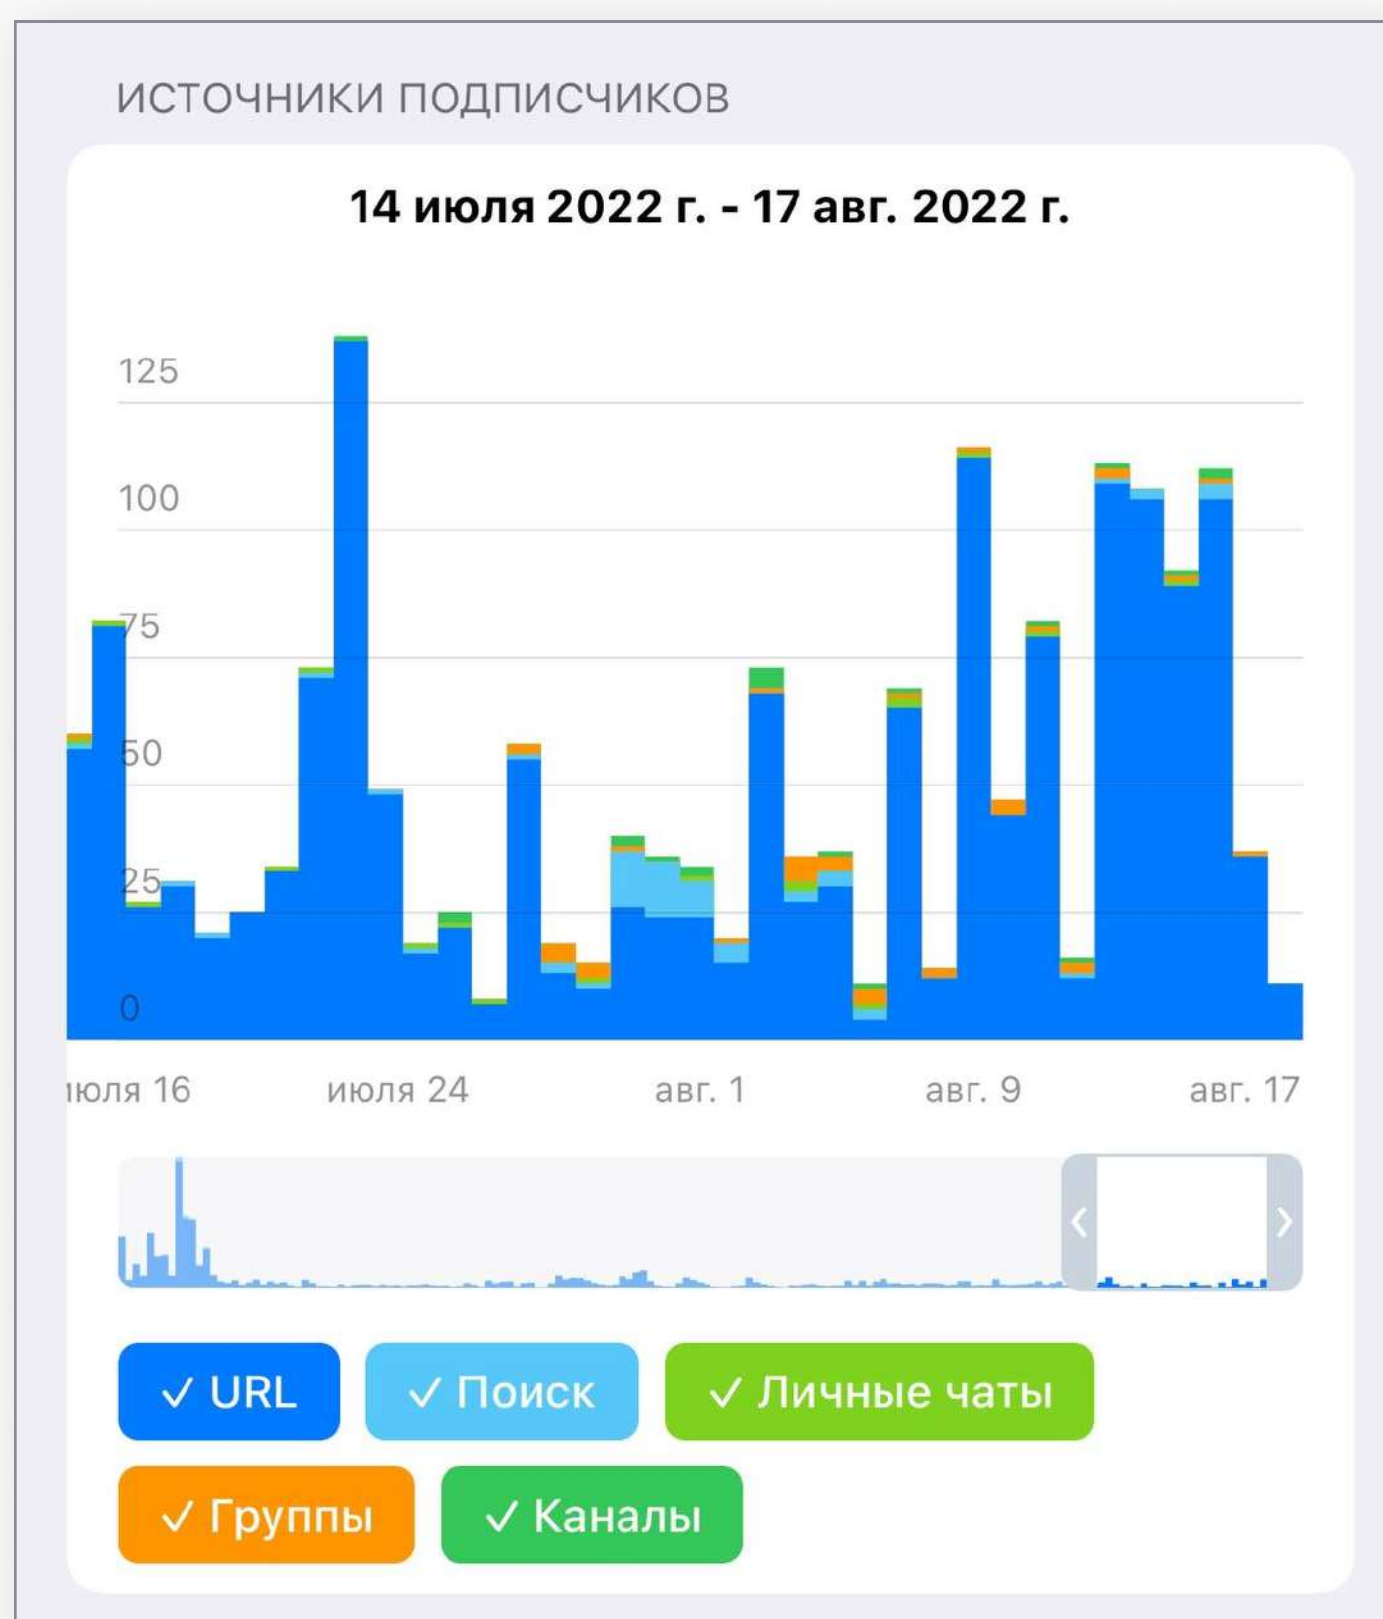 ИСТОЧНИКИ ПОДПИСЧИКОВ
14 июля 2022 г. - 17 авг. 2022 г.
125
100
75
50
25
0
июля 16 июля 24 авг. 1 авг. 9 авг. 17
✓ URL ✓ Поиск ✓ Личные чаты
✓ Группы ✓ Каналы